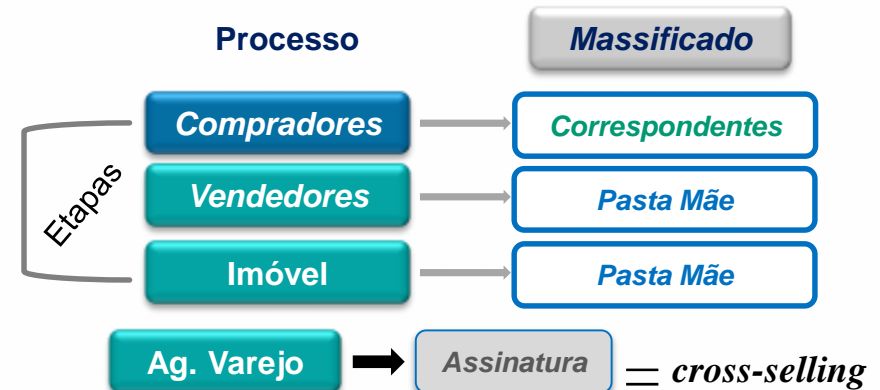 Processo
Massificado
Etapas
Compradores
Correspondentes
Vendedores
Pasta Mãe
Imóvel
Pasta Mãe
Ag. Varejo
Assinatura
= cross-selling